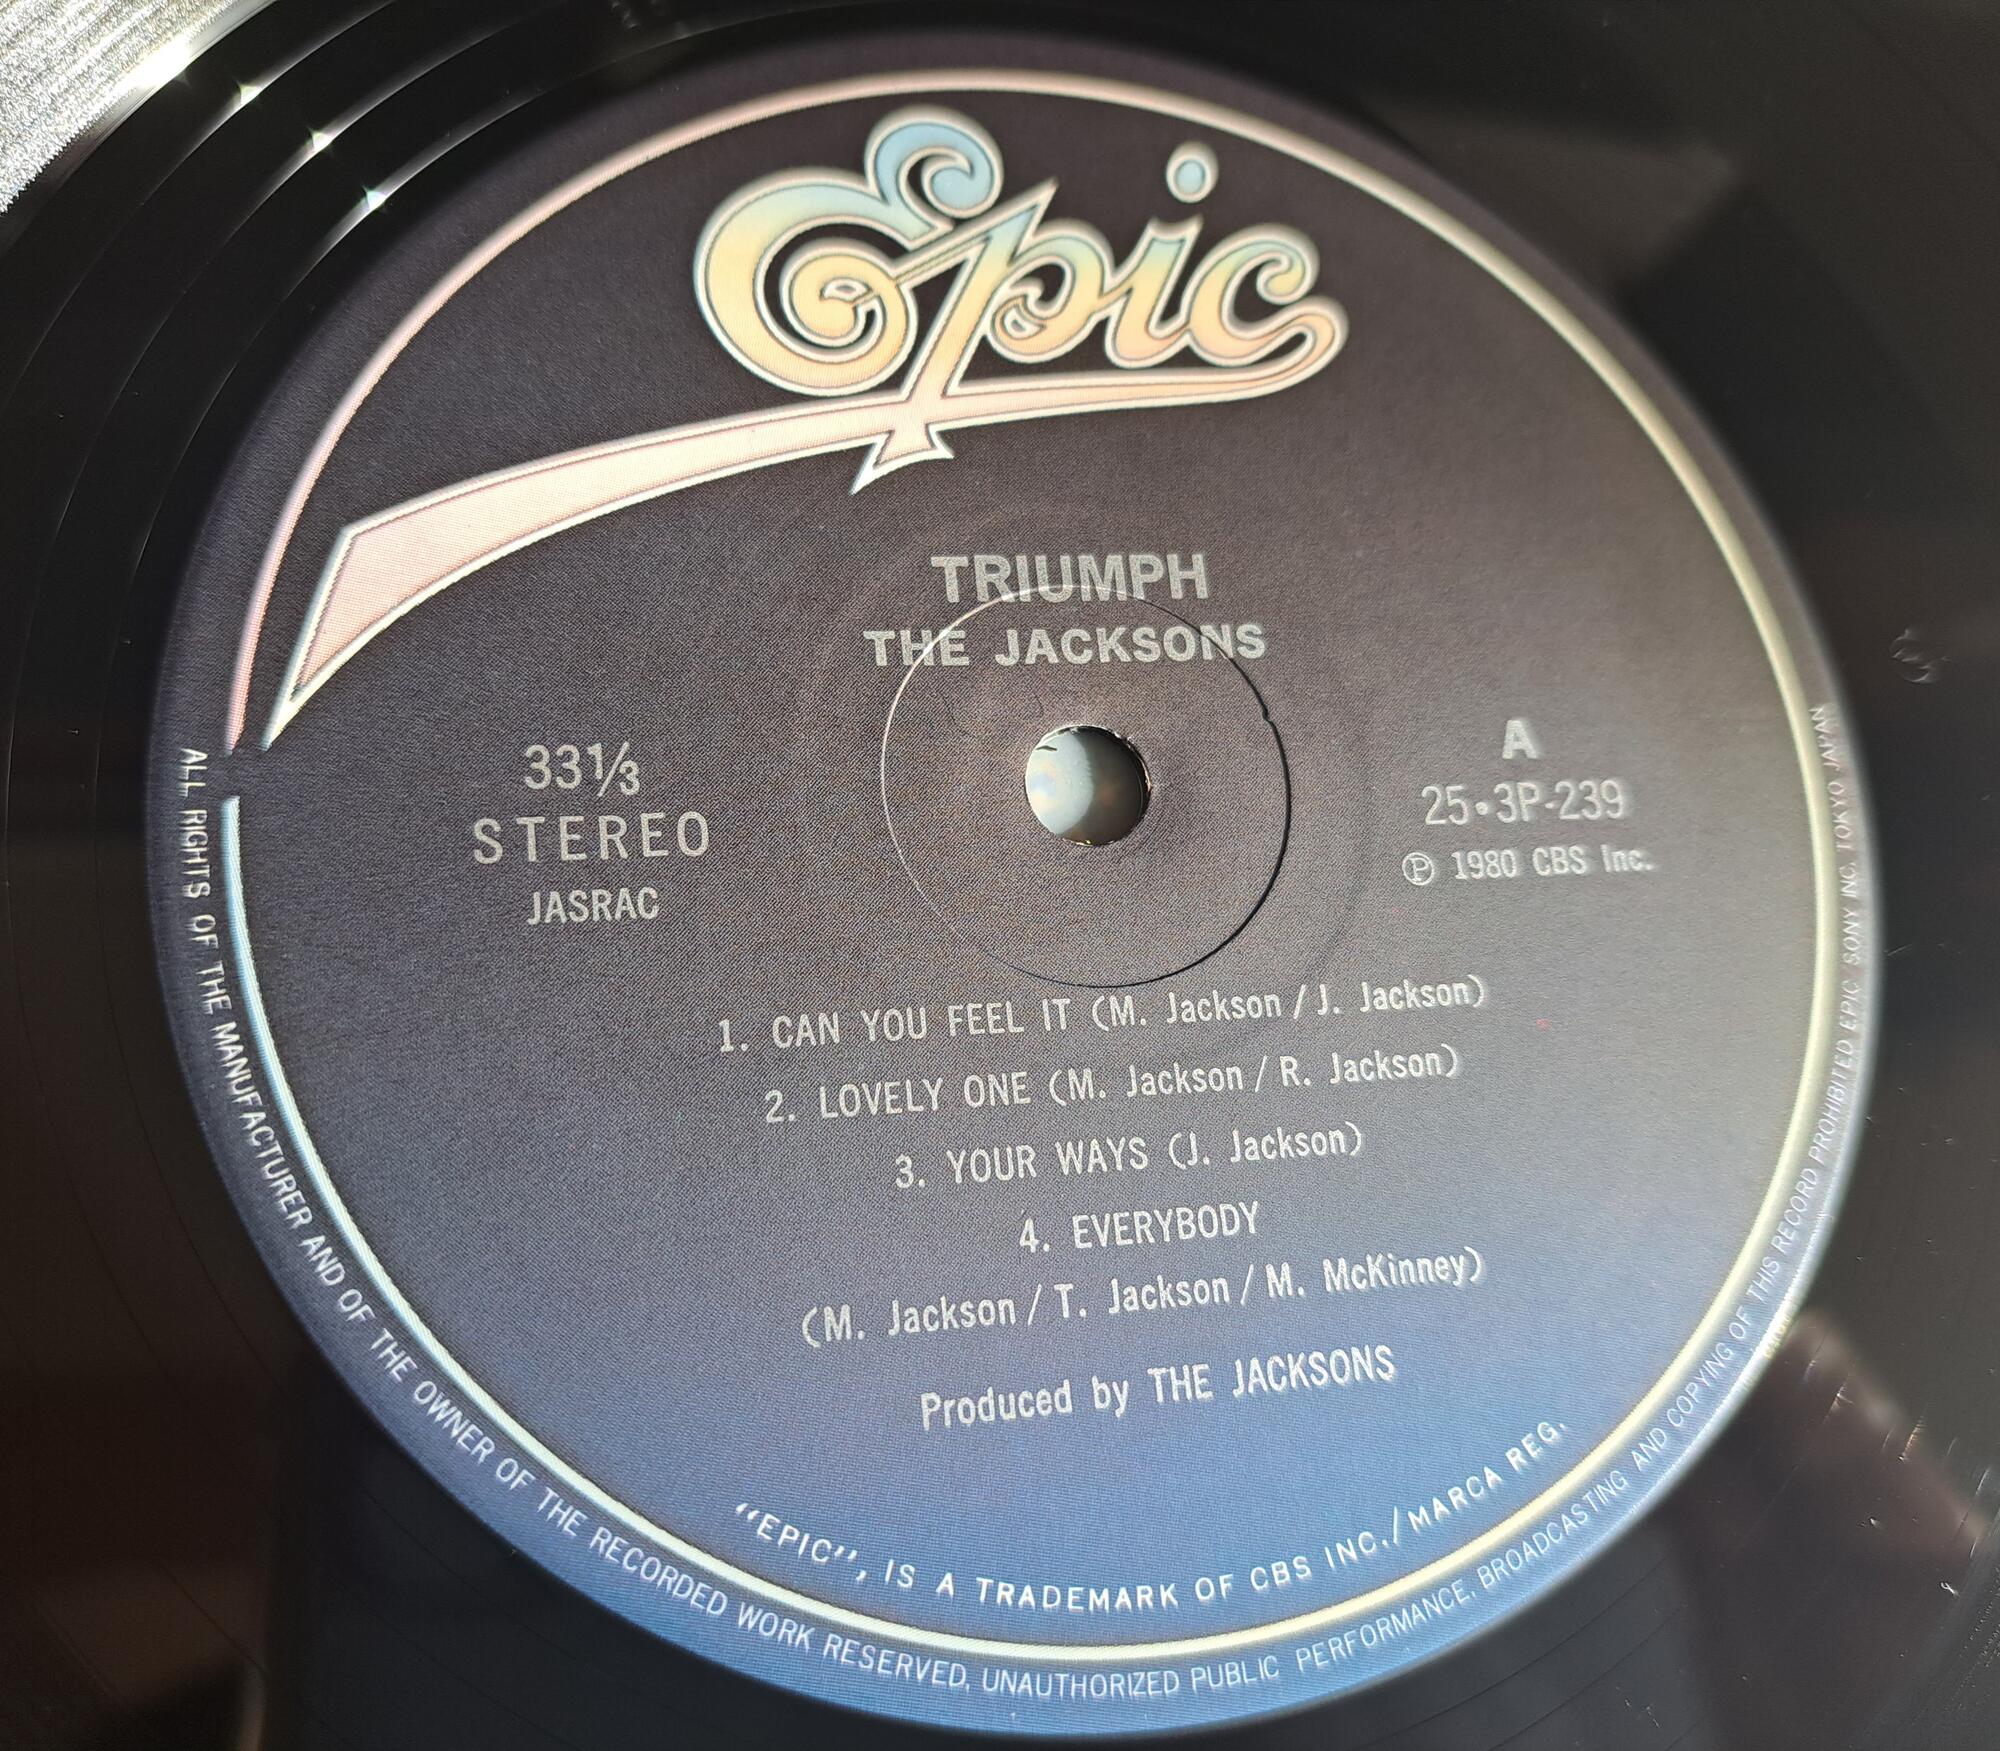 Epic
TRIUMPH
THE JACKSONS
33⅓
STEREO
JASRAC
A
25•3P-239
Ⓟ 1980 CBS Inc.
1. CAN YOU FEEL IT (M. Jackson / J. Jackson)
2. LOVELY ONE (M. Jackson / R. Jackson)
3. YOUR WAYS (J. Jackson)
4. EVERYBODY
(M. Jackson / T. Jackson / M. McKinney)
Produced by THE JACKSONS
“EPIC”, IS A TRADEMARK OF CBS INC./MARCA REG.
ALL RIGHTS OF THE MANUFACTURER AND OF THE OWNER OF THE RECORDED WORK RESERVED. UNAUTHORIZED PUBLIC PERFORMANCE, BROADCASTING AND COPYING OF THIS RECORD PROHIBITED EPIC/SONY INC. TOKYO JAPAN